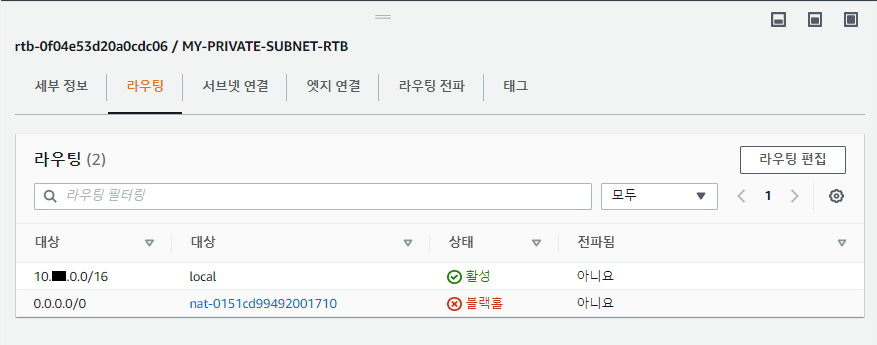 rtb-0f04e53d20a0cdc06 / MY-PRIVATE-SUBNET-RTB
세부 정보 라우팅 서브넷 연결 엣지 연결 라우팅 전파 태그
라우팅 (2) 라우팅 편집
라우팅 필터링 모두 1
대상 대상 상태 전파됨
10. .0.0/16 local 활성 아니요
0.0.0.0/0 nat-0151cd99492001710 블랙홀 아니요